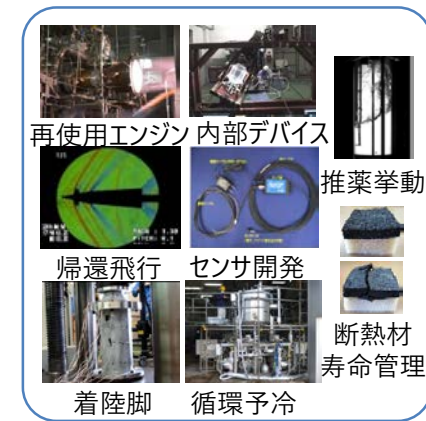 再使用エンジン
内部デバイス
推薬挙動
帰還飛行
センサ開発
断熱材
寿命管理
着陸脚
循環予冷